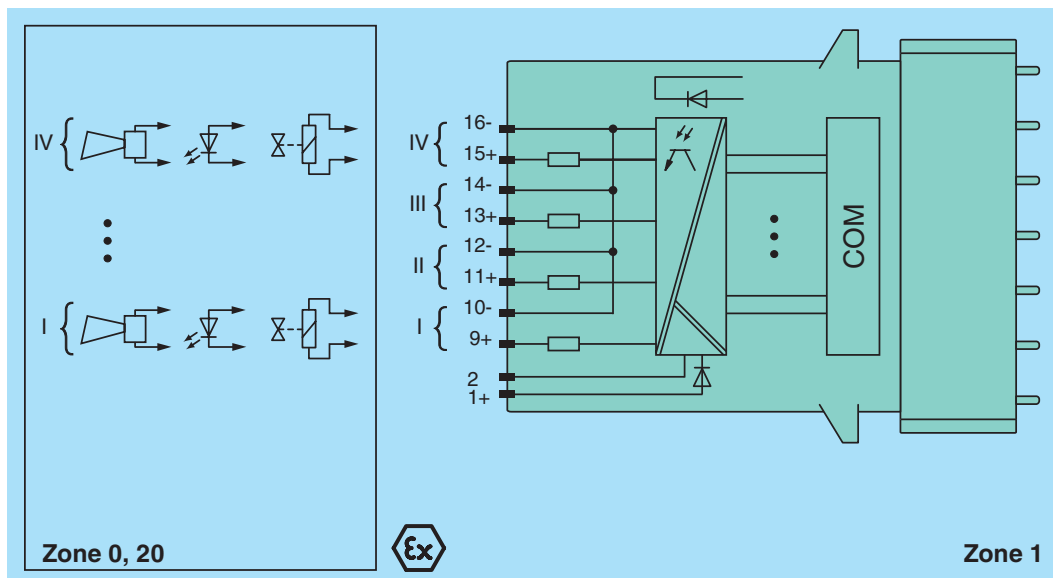 IV
I
Zone 0, 20
IV
16-
15+
III
14-
13+
II
12-
11+
I
10-
9+
2
1+
COM
Ex
Zone 1